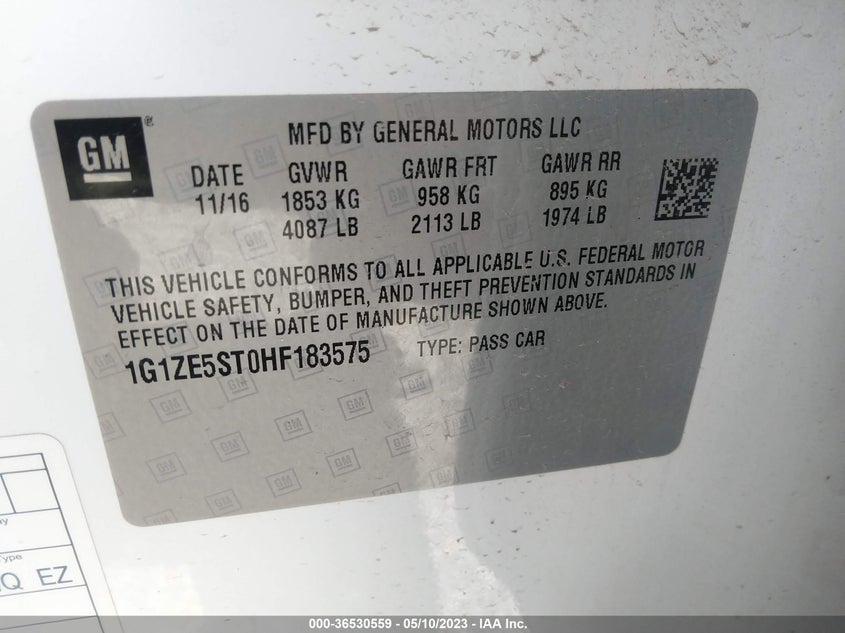 GM
MFD BY GENERAL MOTORS LLC
DATE GVWR GAWR FRT GAWR RR
11/16 1853 KG 958 KG 895 KG
4087 LB 2113 LB 1974 LB
THIS VEHICLE CONFORMS TO ALL APPLICABLE U.S. FEDERAL MOTOR
VEHICLE SAFETY, BUMPER, AND THEFT PREVENTION STANDARDS IN
EFFECT ON THE DATE OF MANUFACTURE SHOWN ABOVE.
1G1ZE5ST0HF183575 TYPE: PASS CAR
Type
Q EZ
000-36530559 - 05/10/2023 - IAA Inc.